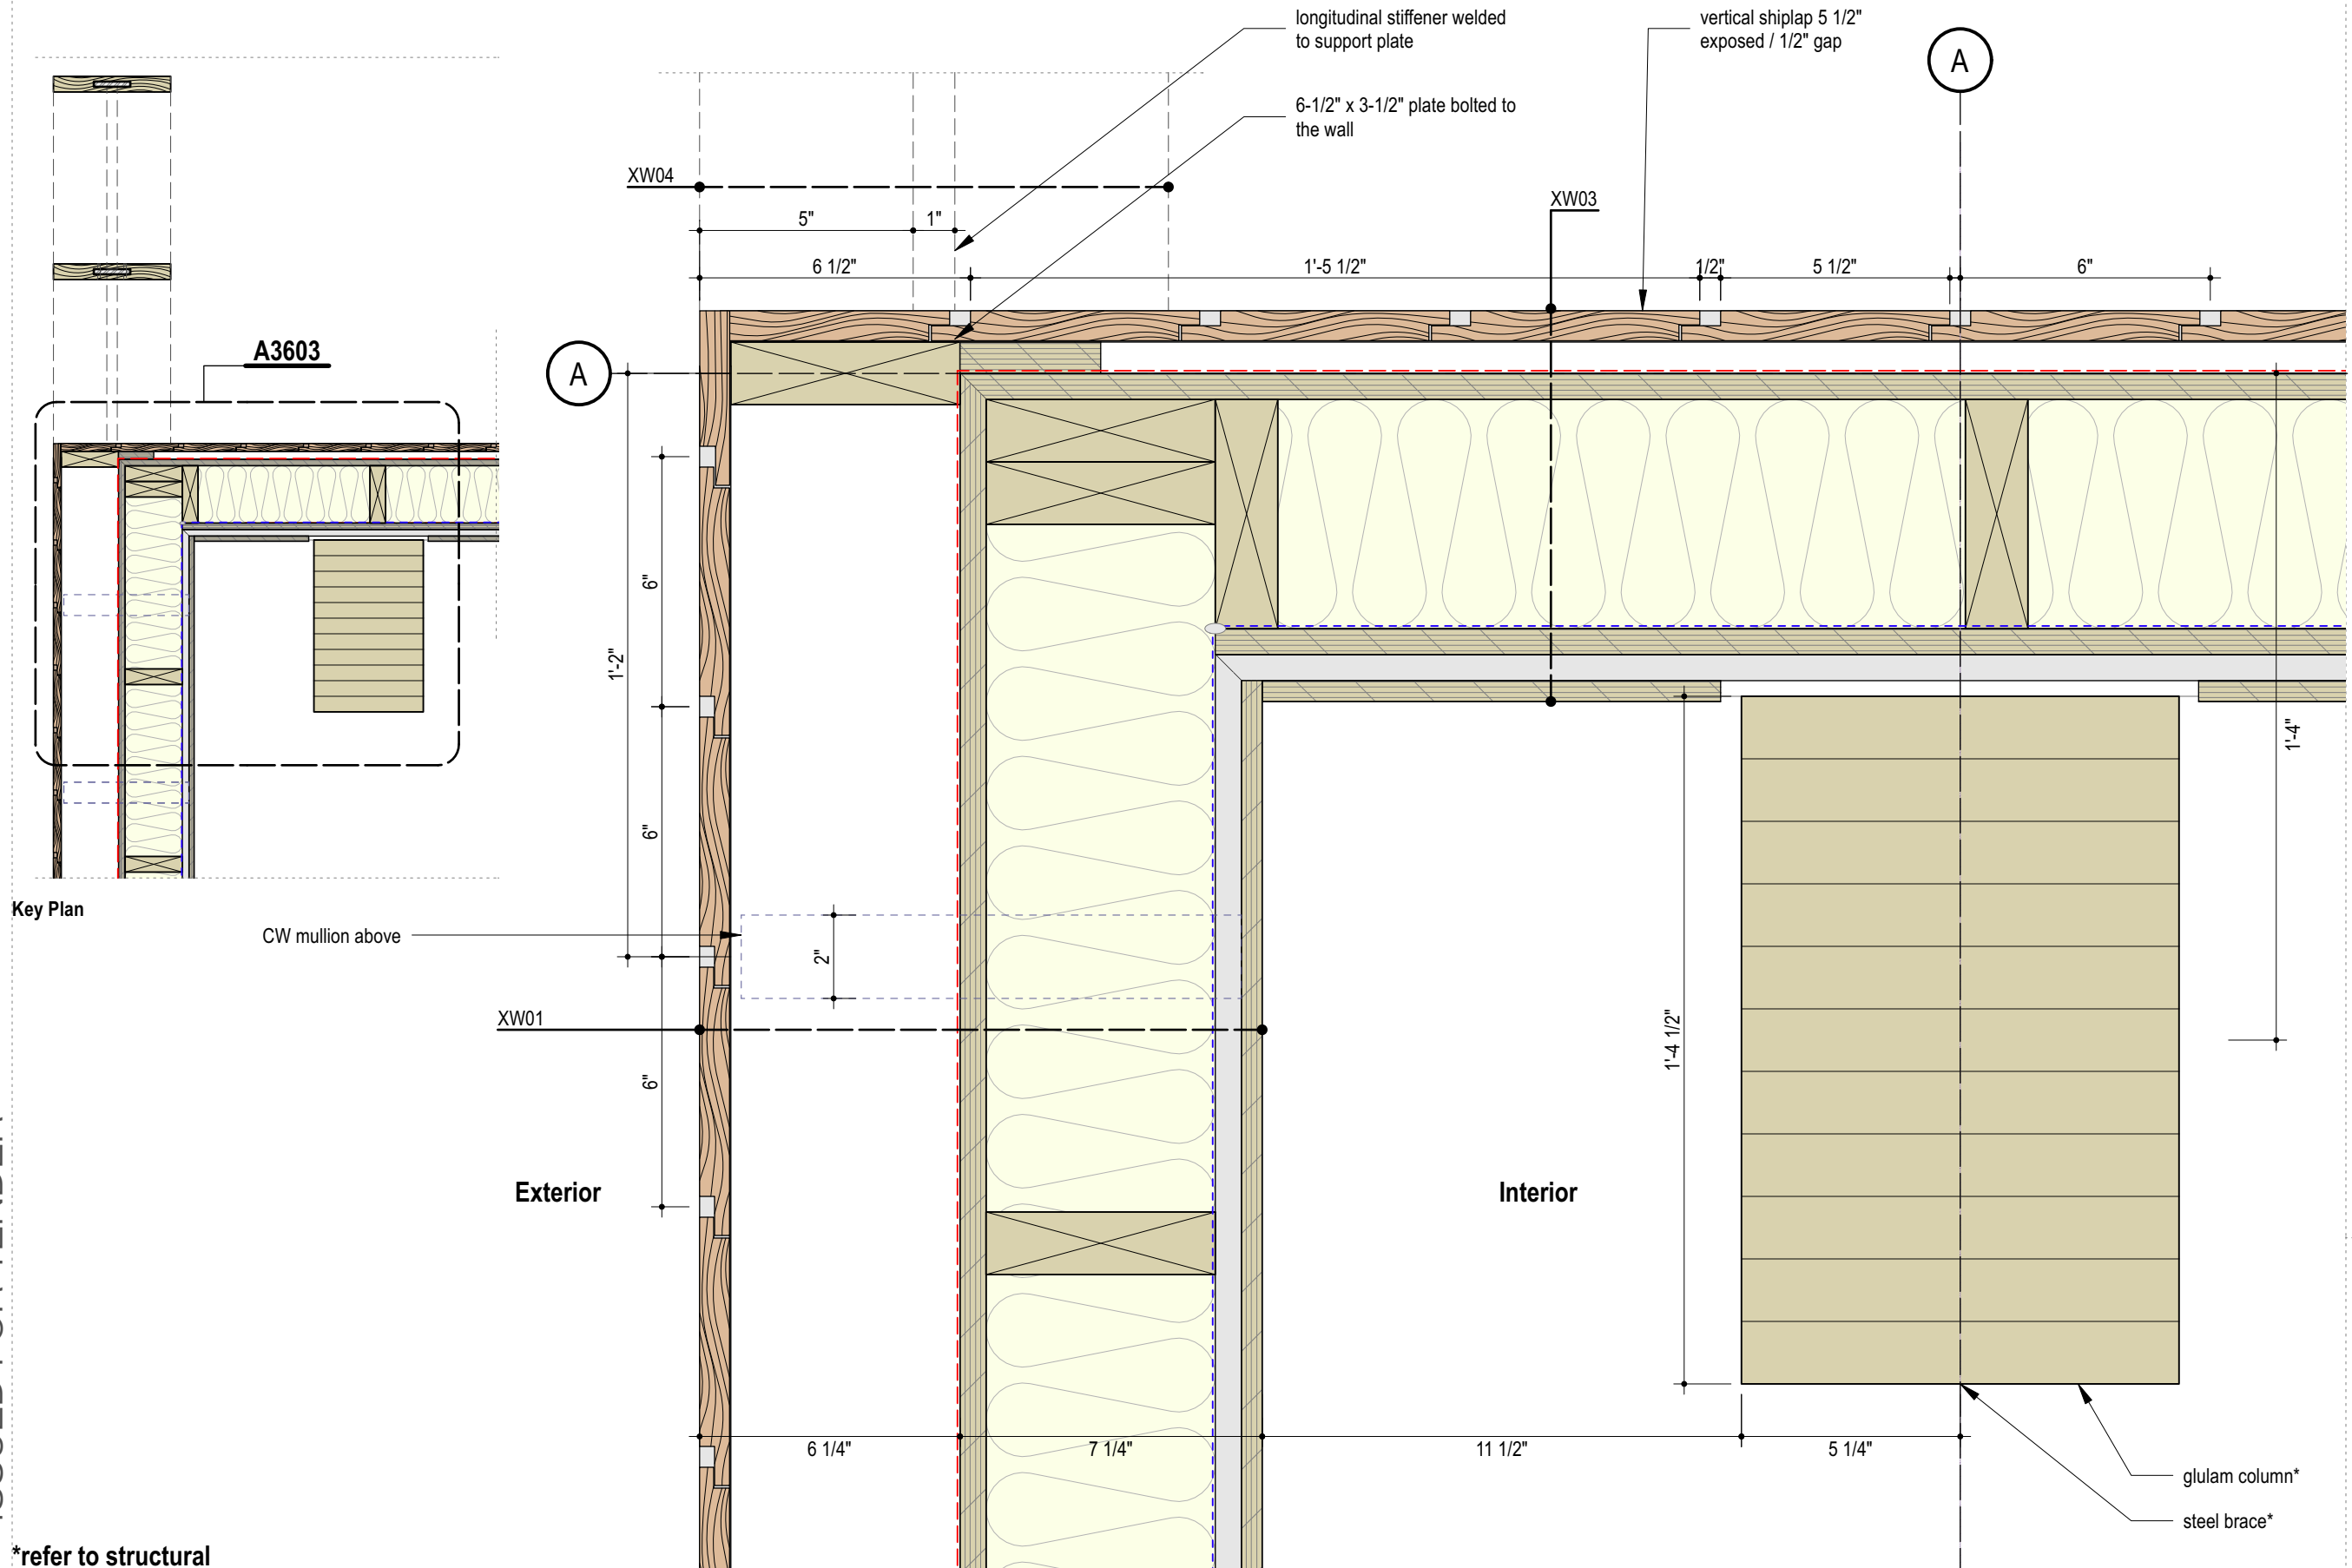 longitudinal stiffener welded
to support plate
vertical shiplap 5 1/2"
exposed / 1/2" gap
A
6-1/2" x 3-1/2" plate bolted to
the wall
XW04
XW03
5"
1"
6 1/2"
1'-5 1/2"
1/2"
5 1/2"
6"
A3603
A
6"
1'-2"
1'-4"
6"
Key Plan
CW mullion above
2"
XW01
6"
1'-4 1/2"
Exterior
Interior
6 1/4"
7 1/4"
11 1/2"
5 1/4"
glulam column*
steel brace*
*refer to structural